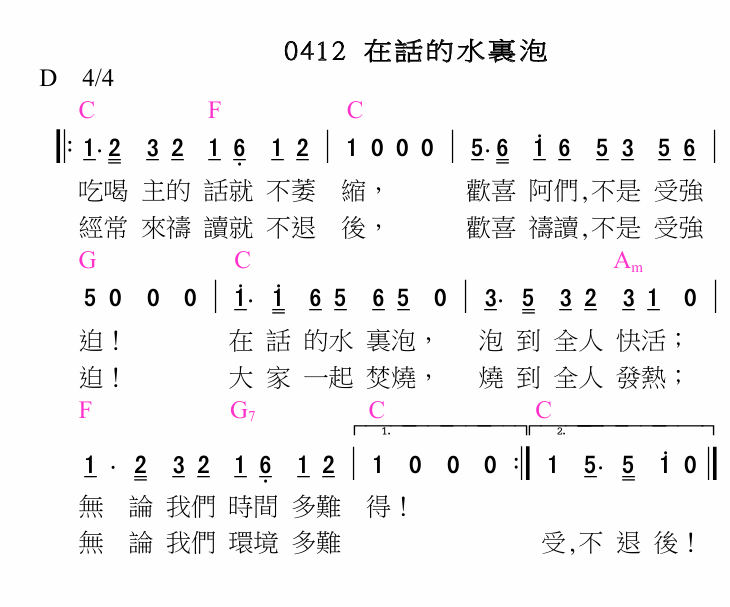 0412 在話的水裏泡
D 4/4
C F C
1·2 3 2 1 6 1 2 | 1 0 0 0 | 5·6 1 6 5 3 5 6 |
吃喝 主的 話就 不萎 縮， 歡喜 阿們,不是 受強
經常 來禱 讀就 不退 後， 歡喜 禱讀,不是 受強
G C Am
5 0 0 0 | 1· 1 6 5 6 5 0 | 3· 5 3 2 3 1 0 |
迫！ 在 話 的水 裏泡， 泡 到 全人 快活；
迫！ 大 家 一起 焚燒， 燒 到 全人 發熱；
F G7 C C
1. 2.
1 · 2 3 2 1 6 1 2 | 1 0 0 0 :| 1 5· 5 1 0 |
無 論 我們 時間 多難 得！
無 論 我們 環境 多難 受,不 退 後！